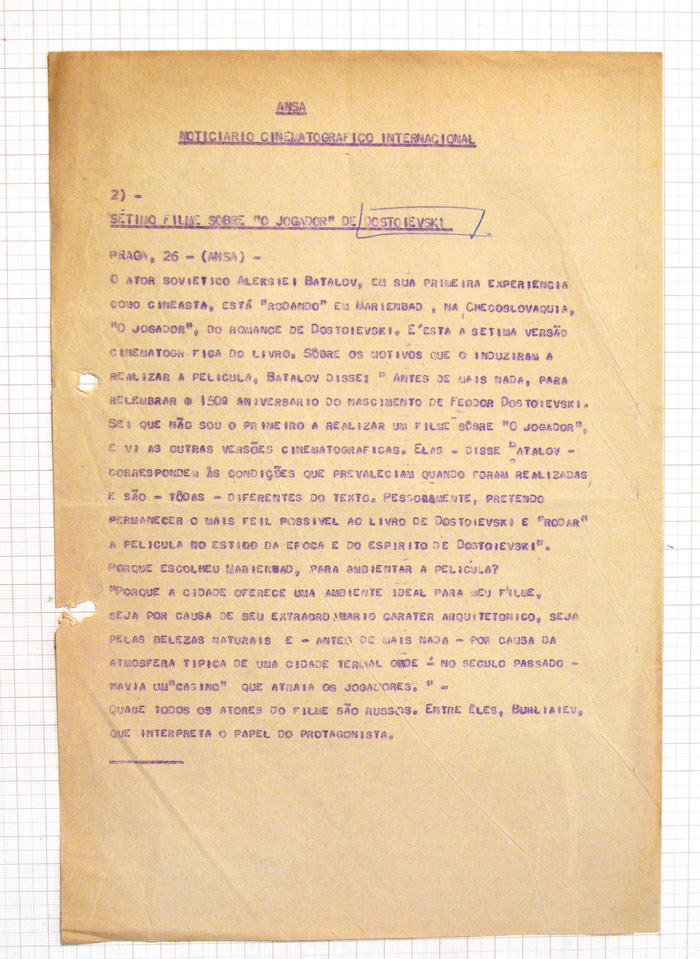 ANSA
NOTICIARIO CINEMATOGRAFICO INTERNACIONAL
2) -
SÉTIMO FILME SÔBRE "O JOGADOR" DE DOSTOIEVSKI
PRAGA, 26 - (ANSA) -
O ATOR SOVIETICO ALEKSIEI BATALOV, EM SUA PRIMEIRA EXPERIENCIA
COMO CINEASTA, ESTÁ "RODANDO" EM MARIENBAD , NA CHECOSLOVAQUIA,
"O JOGADOR", DO ROMANCE DE DOSTOIEVSKI. E'ESTA A SETIMA VERSÃO
CINEMATOGR FICA DO LIVRO. SÔBRE OS MOTIVOS QUE O INDUZIRAM A
REALIZAR A PELICULA, BATALOV DISSE: " ANTES DE MAIS NADA, PARA
RELEMBRAR O 150º ANIVERSARIO DO NASCIMENTO DE FEODOR DOSTOIEVSKI.
SEI QUE NÃO SOU O PRIMEIRO A REALIZAR UM FILME SÔBRE "O JOGADOR",
E VI AS OUTRAS VERSÕES CINEMATOGRAFICAS. ELAS - DISSE BATALOV -
CORRESPONDEM ÀS CONDIÇÕES QUE PREVALECIAM QUANDO FORAM REALIZADAS
E SÃO - TÔDAS - DIFERENTES DO TEXTO. PESSOAMENTE, PRETENDO
PERMANECER O MAIS FEIL POSSIVEL AO LIVRO DE DOSTOIEVSKI E "RODAR"
A PELICULA NO ESTIDO DA EPOCA E DO ESPIRITO DE DOSTOIEVSKI".
PORQUE ESCOLHEU MARIENBAD, PARA AMBIENTAR A PELICULA?
"PORQUE A CIDADE OFERECE UMA AMBIENTE IDEAL PARA MEU FILME,
SEJA POR CAUSA DE SEU EXTRAORDINARIO CARATER ARQUITETONICO, SEJA
PELAS BELEZAS NATURAIS E - ANTES DE MAIS NADA - POR CAUSA DA
ATMOSFERA TIPICA DE UMA CIDADE TERMAL ONDE - NO SECULO PASSADO -
HAVIA UM"CASINO" QUE ATRAIA OS JOGADORES. " -
QUASE TODOS OS ATORES DO FILME SÃO RUSSOS. ENTRE ÊLES, BURLIAIEV,
QUE INTERPRETA O PAPEL DO PROTAGONISTA.